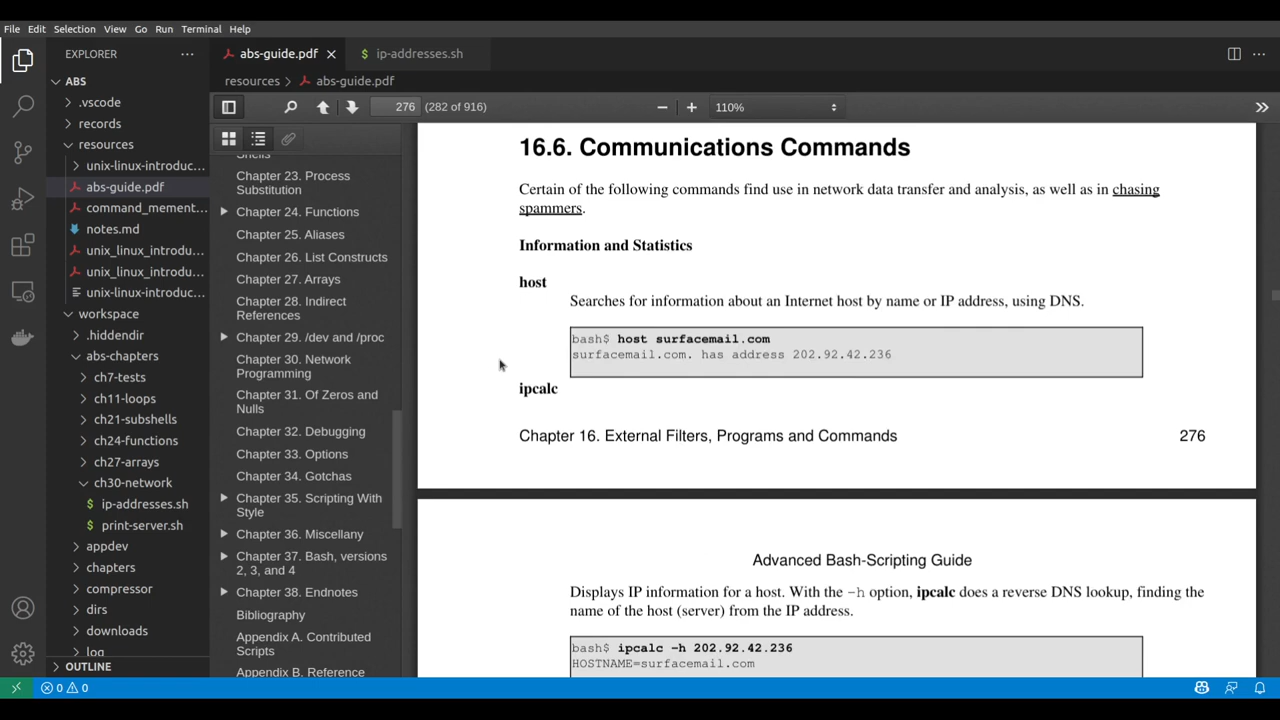 File Edit Selection View Go Run Terminal Help
EXPLORER
ABS
.vscode
records
resources
unix-linux-introduc...
abs-guide.pdf
command_mement...
notes.md
unix_linux_introdu...
unix_linux_introdu...
unix-linux-introduc...
workspace
.hiddendir
abs-chapters
ch7-tests
ch11-loops
ch21-subshells
ch24-functions
ch27-arrays
ch30-network
ip-addresses.sh
print-server.sh
appdev
chapters
compressor
dirs
downloads
log
OUTLINE
0 0
abs-guide.pdf ip-addresses.sh
resources abs-guide.pdf
276 (282 of 916) 110%
Shells
Chapter 23. Process
Substitution
Chapter 24. Functions
Chapter 25. Aliases
Chapter 26. List Constructs
Chapter 27. Arrays
Chapter 28. Indirect
References
Chapter 29. /dev and /proc
Chapter 30. Network
Programming
Chapter 31. Of Zeros and
Nulls
Chapter 32. Debugging
Chapter 33. Options
Chapter 34. Gotchas
Chapter 35. Scripting With
Style
Chapter 36. Miscellany
Chapter 37. Bash, versions
2, 3, and 4
Chapter 38. Endnotes
Bibliography
Appendix A. Contributed
Scripts
Appendix B. Reference
16.6. Communications Commands
Certain of the following commands find use in network data transfer and analysis, as well as in chasing
spammers.
Information and Statistics
host
Searches for information about an Internet host by name or IP address, using DNS.
bash$ host surfacemail.com
surfacemail.com. has address 202.92.42.236
ipcalc
Chapter 16. External Filters, Programs and Commands 276
Advanced Bash-Scripting Guide
Displays IP information for a host. With the -h option, ipcalc does a reverse DNS lookup, finding the
name of the host (server) from the IP address.
bash$ ipcalc -h 202.92.42.236
HOSTNAME=surfacemail.com